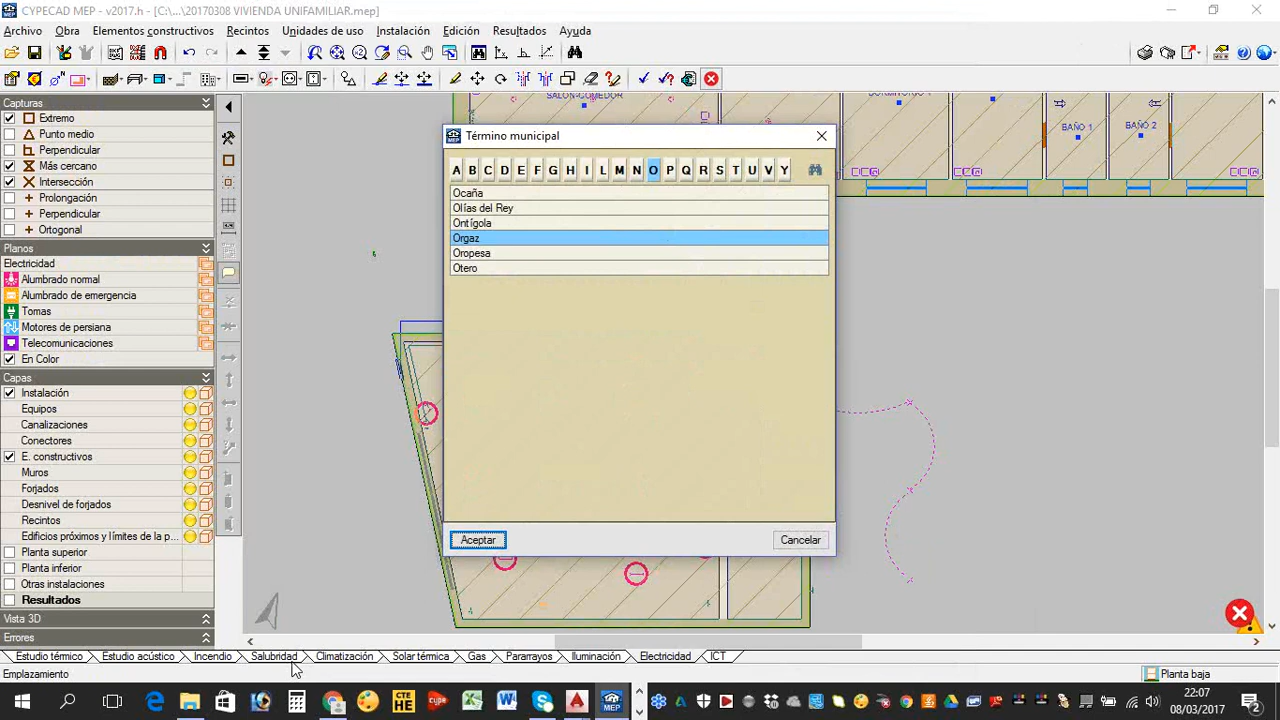 CYPECAD MEP - v2017.h - [C:\...\20170308 VIVIENDA UNIFAMILIAR.mep]
Archivo Obra Elementos constructivos Recintos Unidades de uso Instalación Edición Resultados Ayuda
Capturas
Extremo
Punto medio
Perpendicular
Más cercano
Intersección
Prolongación
Perpendicular
Ortogonal
Planos
Electricidad
Alumbrado normal
Alumbrado de emergencia
Tomas
Motores de persiana
Telecomunicaciones
En Color
Capas
Instalación
Equipos
Canalizaciones
Conectores
E. constructivos
Muros
Forjados
Desnivel de forjados
Recintos
Edificios próximos y límites de la p...
Planta superior
Planta inferior
Otras instalaciones
Resultados
Vista 3D
Errores
SALON-COMEDOR
BAÑO 1
BAÑO 2
Término municipal
A B C D E F G H I L M N O P Q R S T U V Y
Ocaña
Olías del Rey
Ontígola
Orgaz
Oropesa
Otero
Aceptar
Cancelar
Estudio térmico Estudio acústico Incendio Salubridad Climatización Solar térmica Gas Pararrayos Iluminación Electricidad ICT
Emplazamiento
Planta baja
CTE
HE
cype
MEP
22:07
08/03/2017